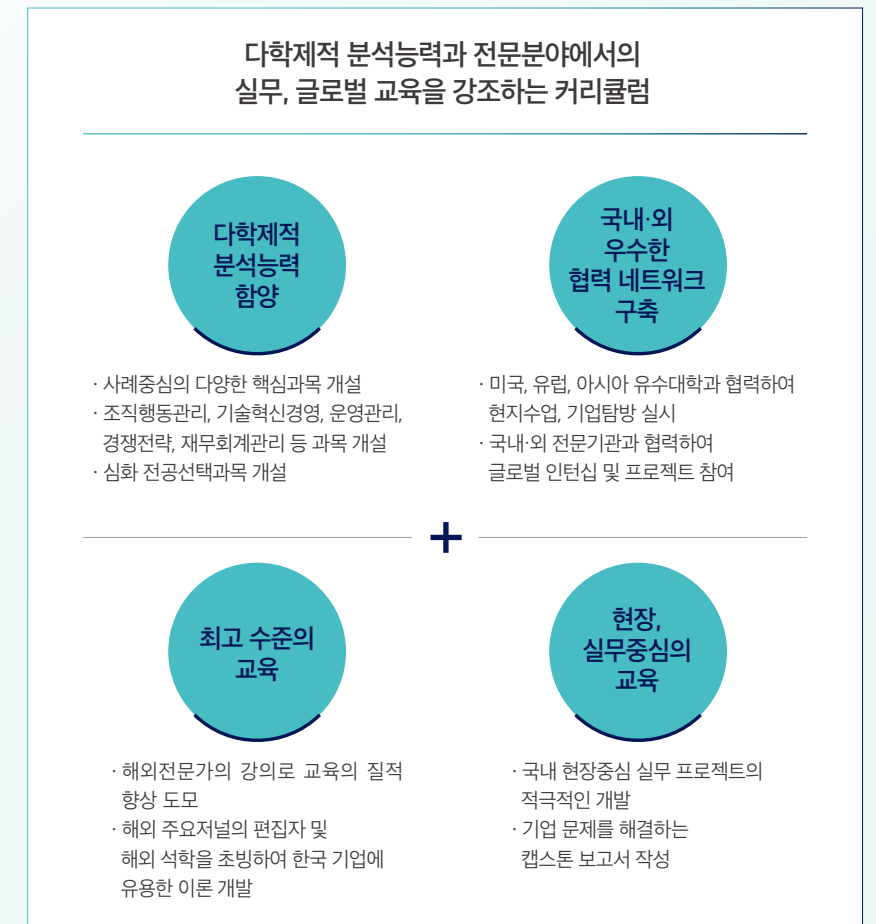 다학제적 분석능력과 전문분야에서의
실무, 글로벌 교육을 강조하는 커리큘럼
다학제적
분석능력
함양
· 사례중심의 다양한 핵심과목 개설
· 조직행동관리, 기술혁신경영, 운영관리,
경쟁전략, 재무회계관리 등 과목 개설
· 심화 전공선택과목 개설
국내·외
우수한
협력 네트워크
구축
· 미국, 유럽, 아시아 유수대학과 협력하여
현지수업, 기업탐방 실시
· 국내·외 전문기관과 협력하여
글로벌 인턴십 및 프로젝트 참여
+
최고 수준의
교육
· 해외전문가의 강의로 교육의 질적
향상 도모
· 해외 주요저널의 편집자 및
해외 석학을 초빙하여 한국 기업에
유용한 이론 개발
현장,
실무중심의
교육
· 국내 현장중심 실무 프로젝트의
적극적인 개발
· 기업 문제를 해결하는
캡스톤 보고서 작성